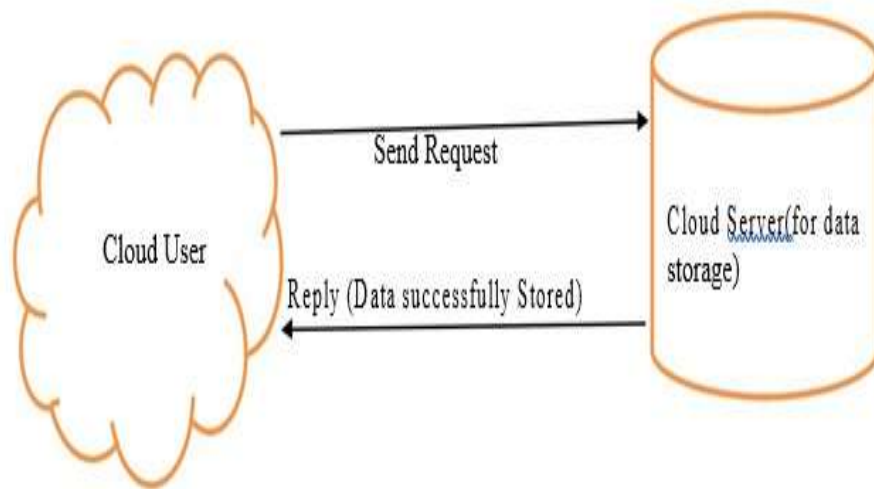 Send Request
Cloud User
Cloud Server(for data
storage)
Reply (Data successfully Stored)